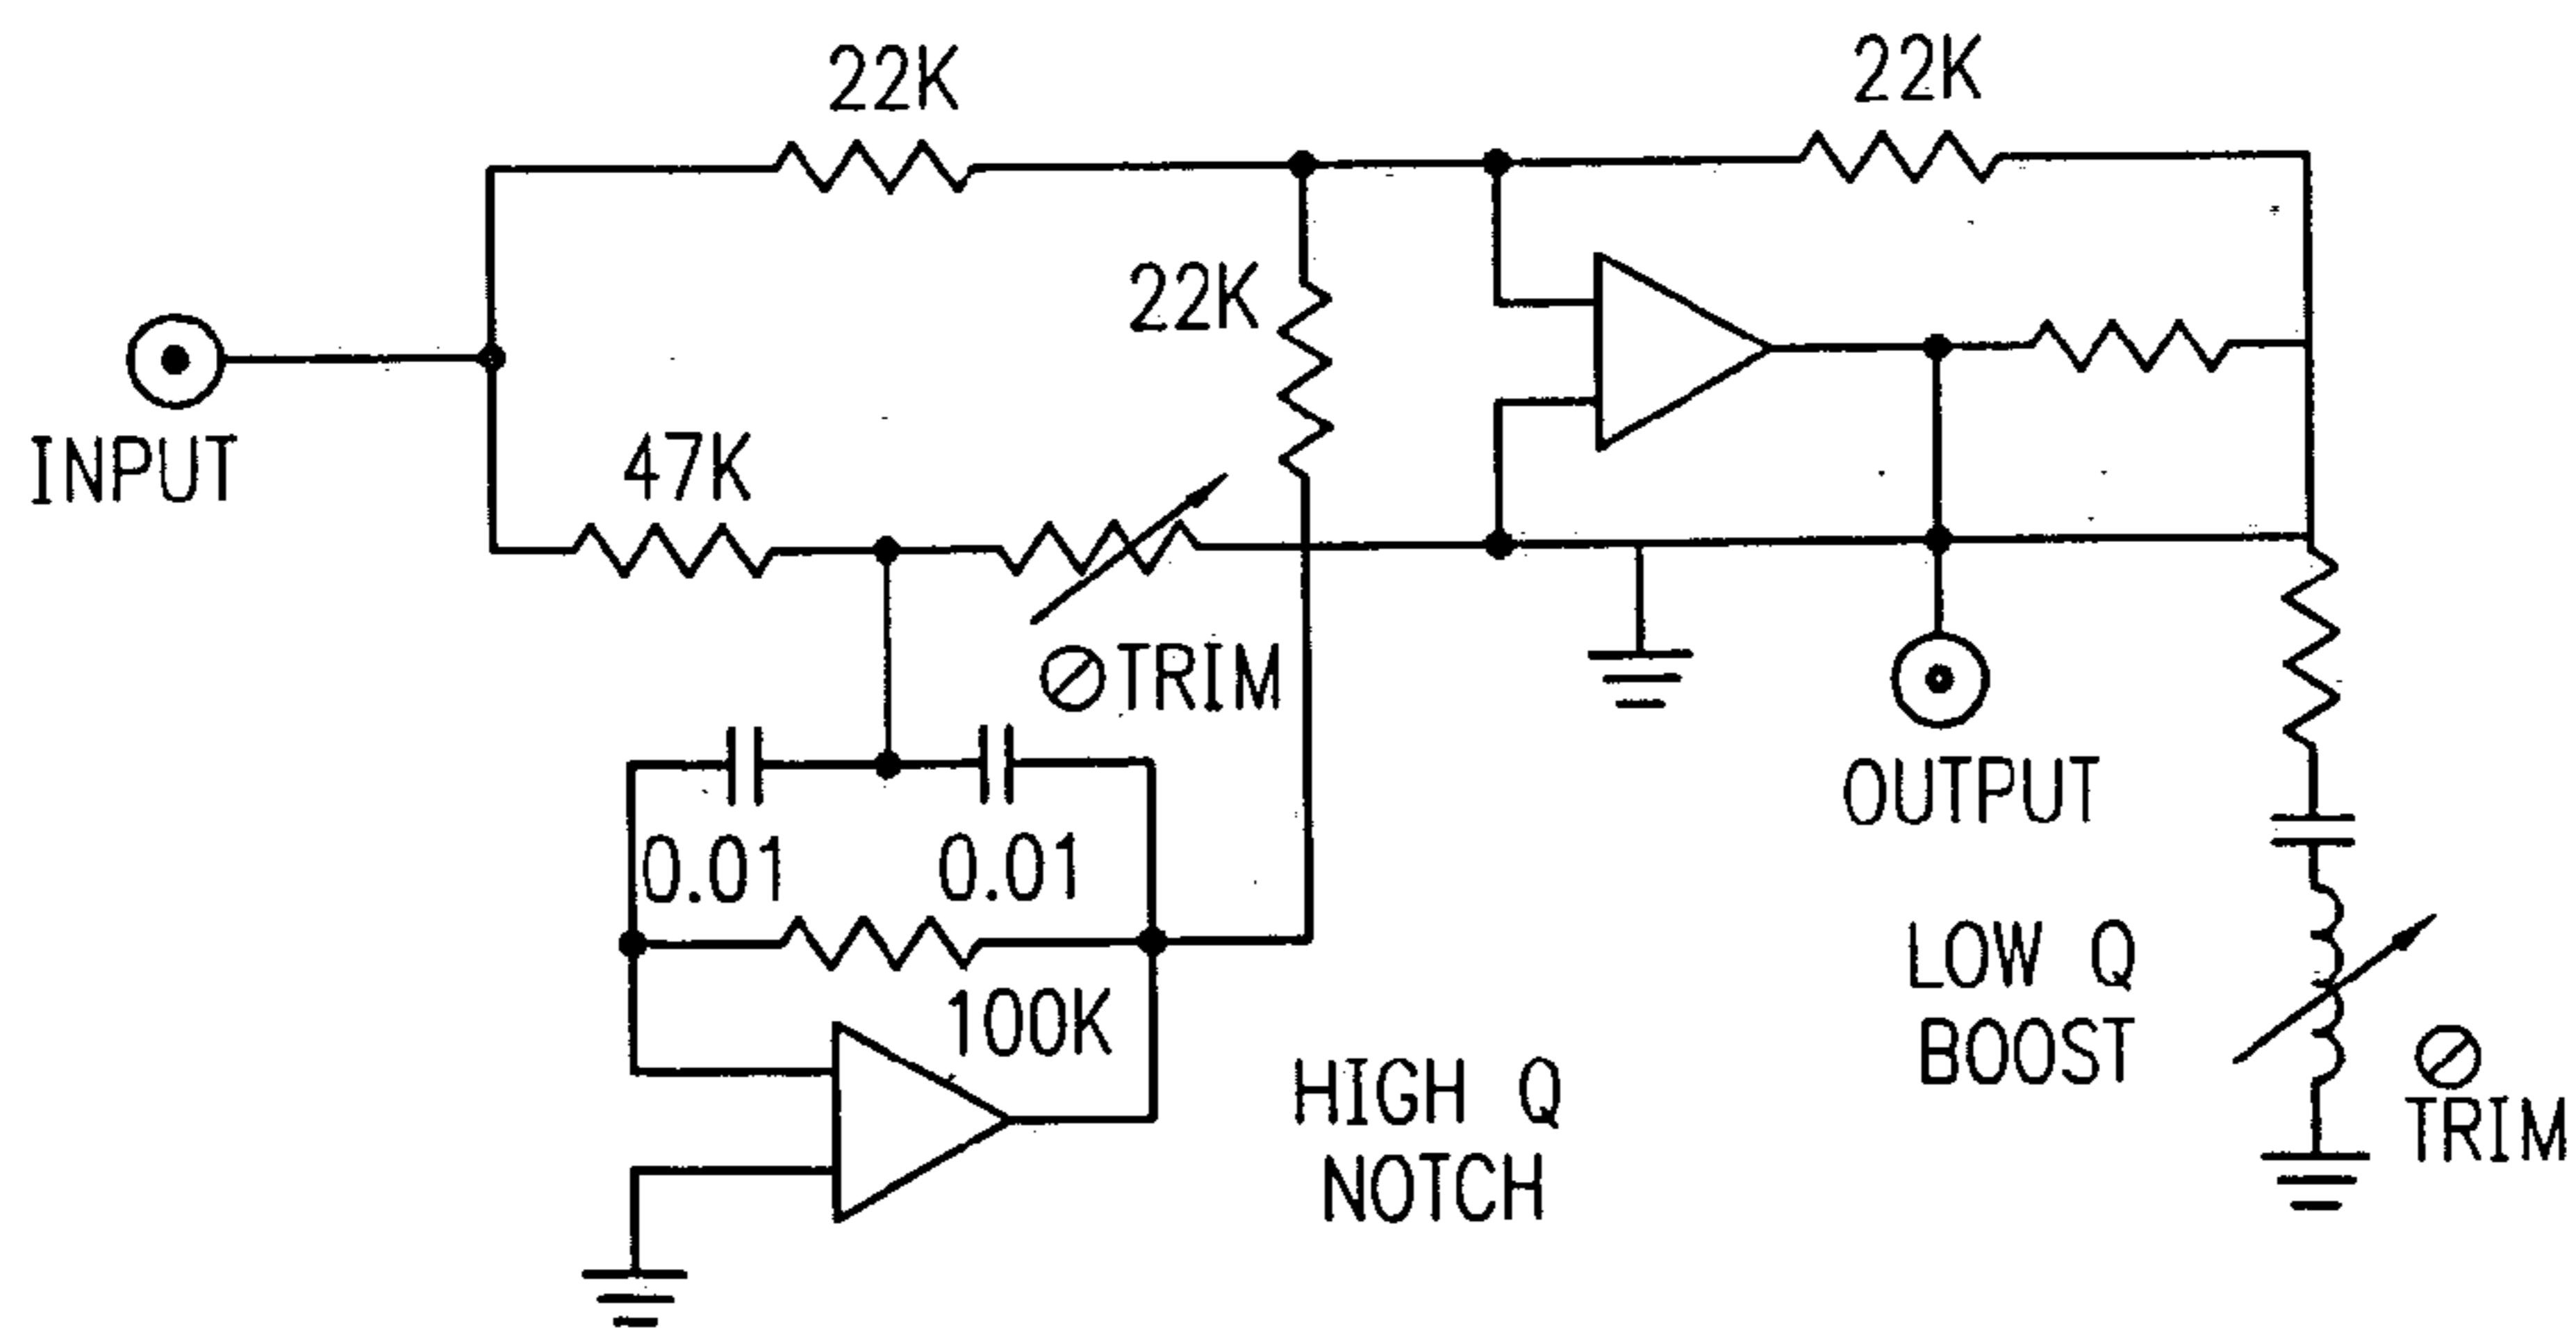 22K
22K
22K
INPUT
47K
⊘TRIM
OUTPUT
0.01
0.01
100K
LOW Q
BOOST
HIGH Q
NOTCH
⊘
TRIM